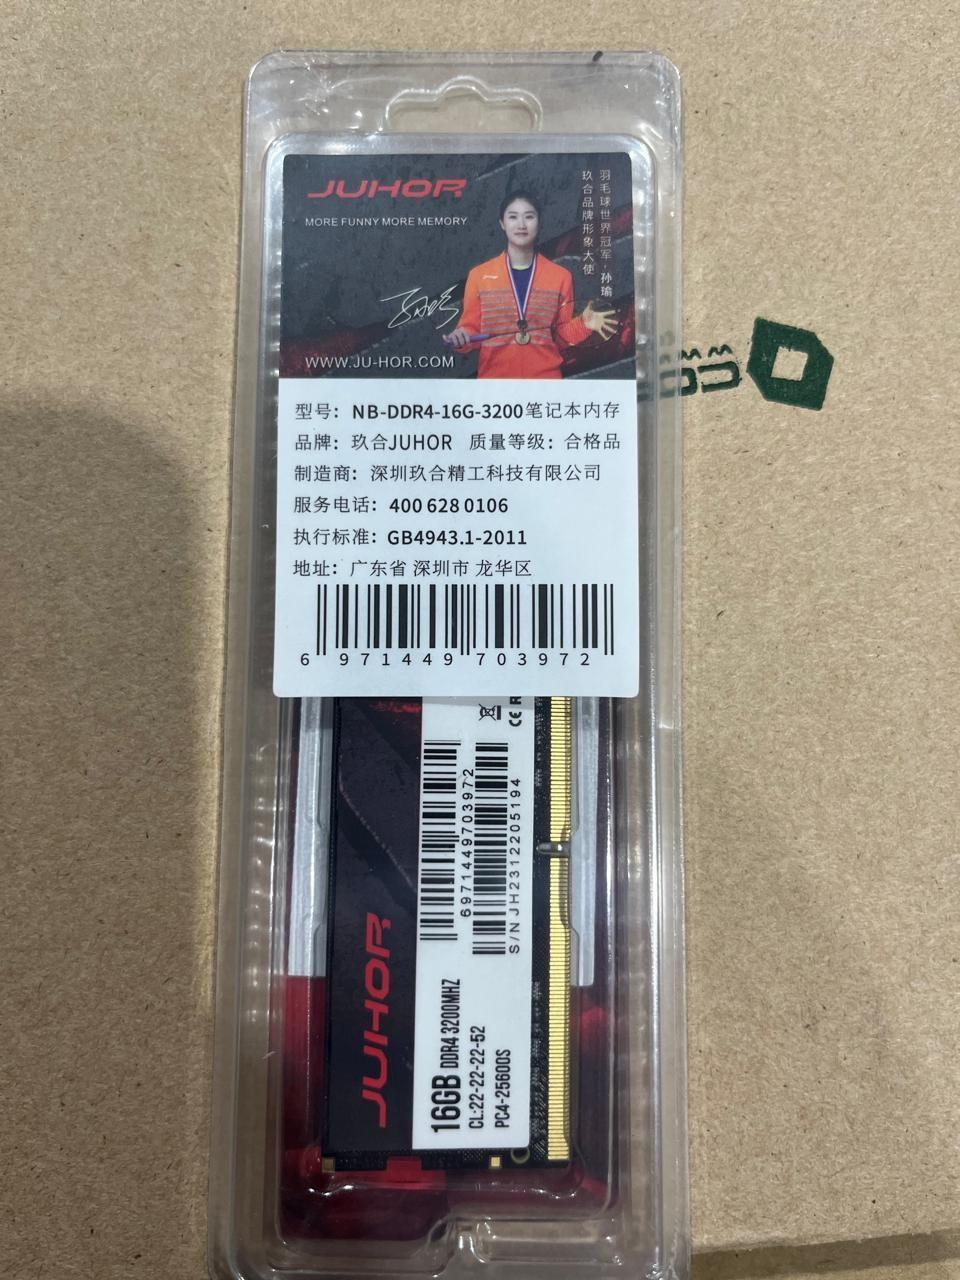 JUHOR
MORE FUNNY MORE MEMORY
羽毛球世界冠军，孙瑜
玖合品牌形象大使
WWW.JU-HOR.COM
型号：NB-DDR4-16G-3200笔记本内存
品牌：玖合JUHOR 质量等级：合格品
制造商：深圳玖合精工科技有限公司
服务电话：400 628 0106
执行标准：GB4943.1-2011
地址：广东省 深圳市 龙华区
6 971449 703972
CE
6971449703972
S/N JH2312205194
JUHOR
16GB DDR4 3200MHZ
CL:22-22-22-52
PC4-25600S